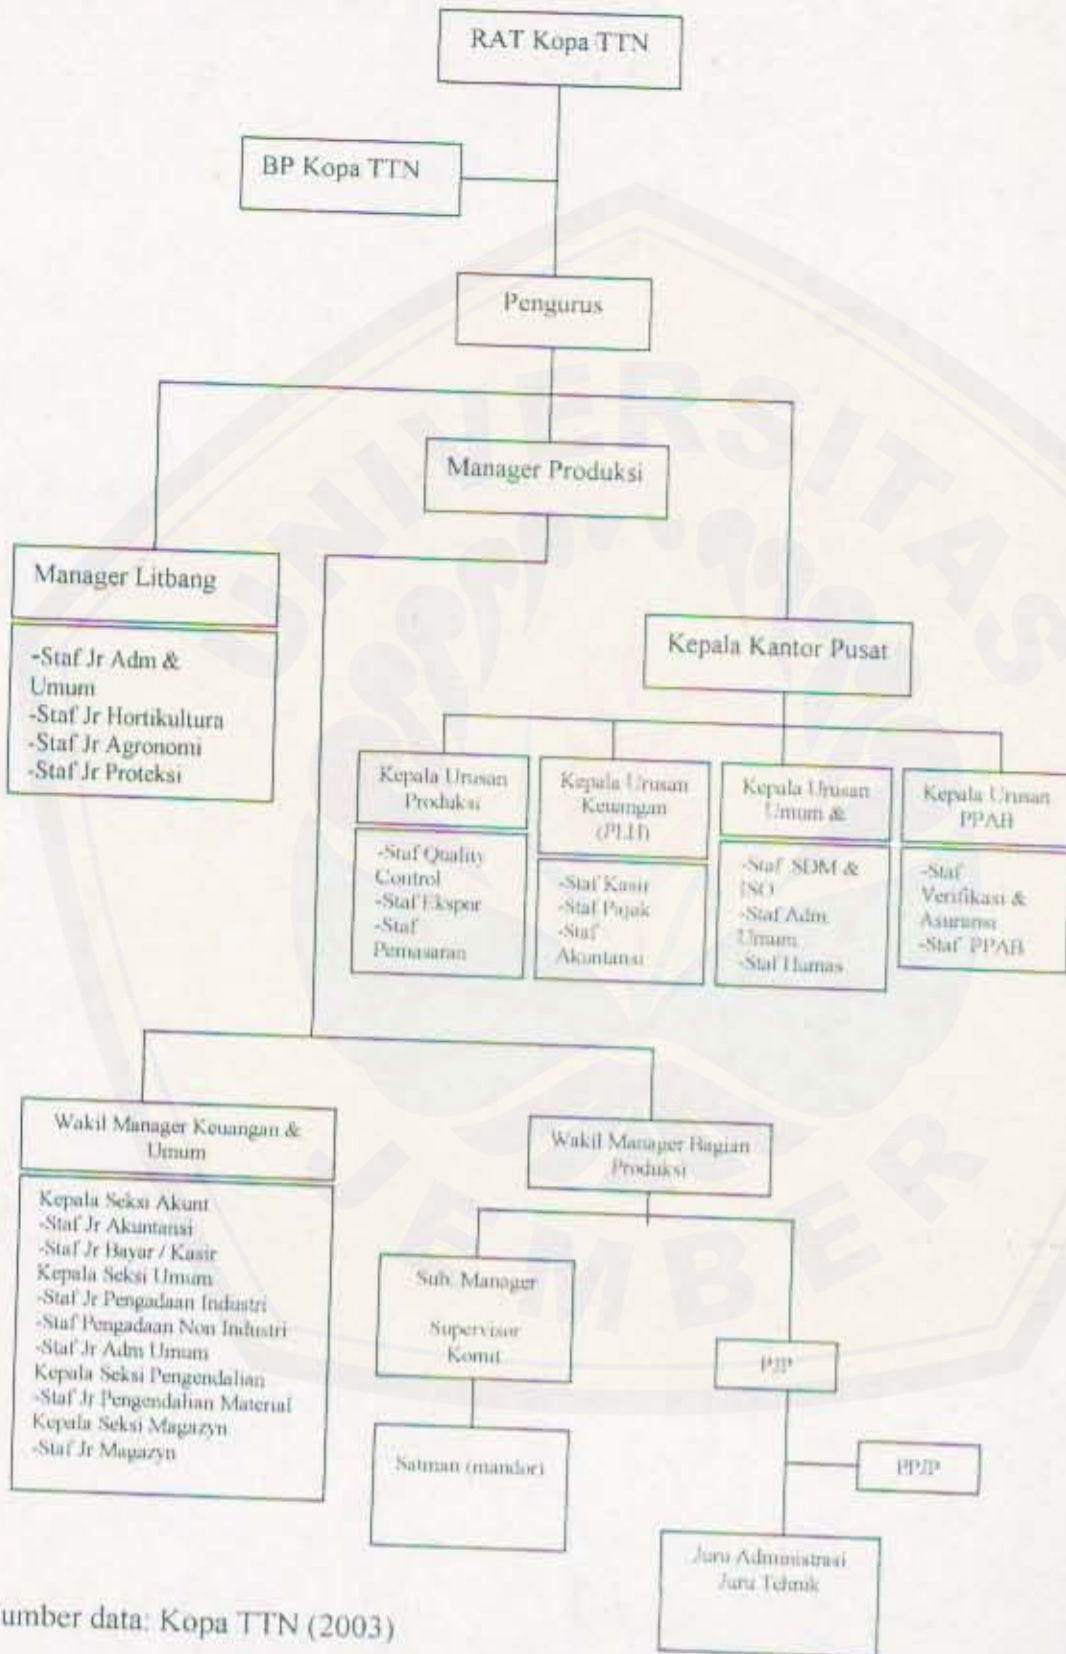 RAT Kopa TTN
BP Kopa TTN
Pengurus
Manager Produksi
Manager Litbang
-Staf Jr Adm &
Umum
-Staf Jr Hortikultura
-Staf Jr Agronomi
-Staf Jr Proteksi
Kepala Kantor Pusat
Kepala Urusan
Produksi
-Staf Quality
Control
-Staf Ekspor
-Staf
Pemasaran
Kepala Urusan
Keuangan
(PLH)
-Staf Kasir
-Staf Pajak
-Staf
Akuntansi
Kepala Urusan
Umum &
-Staf SDM &
ISO
-Staf Adm
Umum
-Staf Humas
Kepala Urusan
PPAB
-Staf
Verifikasi &
Asuransi
-Staf PPAB
Wakil Manager Keuangan &
Umum
Kepala Seksi Akunt
-Staf Jr Akuntansi
-Staf Jr Bayar / Kasir
Kepala Seksi Umum
-Staf Jr Pengadaan Industri
-Staf Pengadaan Non Industri
-Staf Jr Adm Umum
Kepala Seksi Pengendalian
-Staf Jr Pengendalian Material
Kepala Seksi Magazyn
-Staf Jr Magazyn
Wakil Manager Bagian
Produksi
Sub. Manager
Supervisor
Komit
Satman (mandor)
PJP
PPJP
Juru Administrasi
Juru Tehnik
umber data: Kopa TTN (2003)
UNIVERSITAS
JEMBER